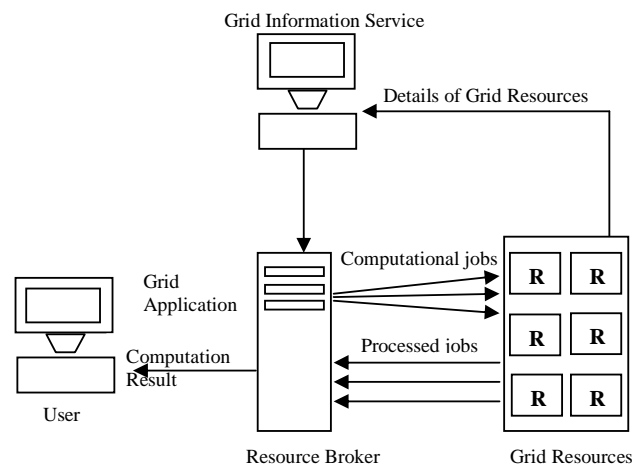 Grid Information Service
Details of Grid Resources
Computational jobs
Grid
Application
R R
R R
R R
Processed jobs
Computation
Result
User
Resource Broker
Grid Resources